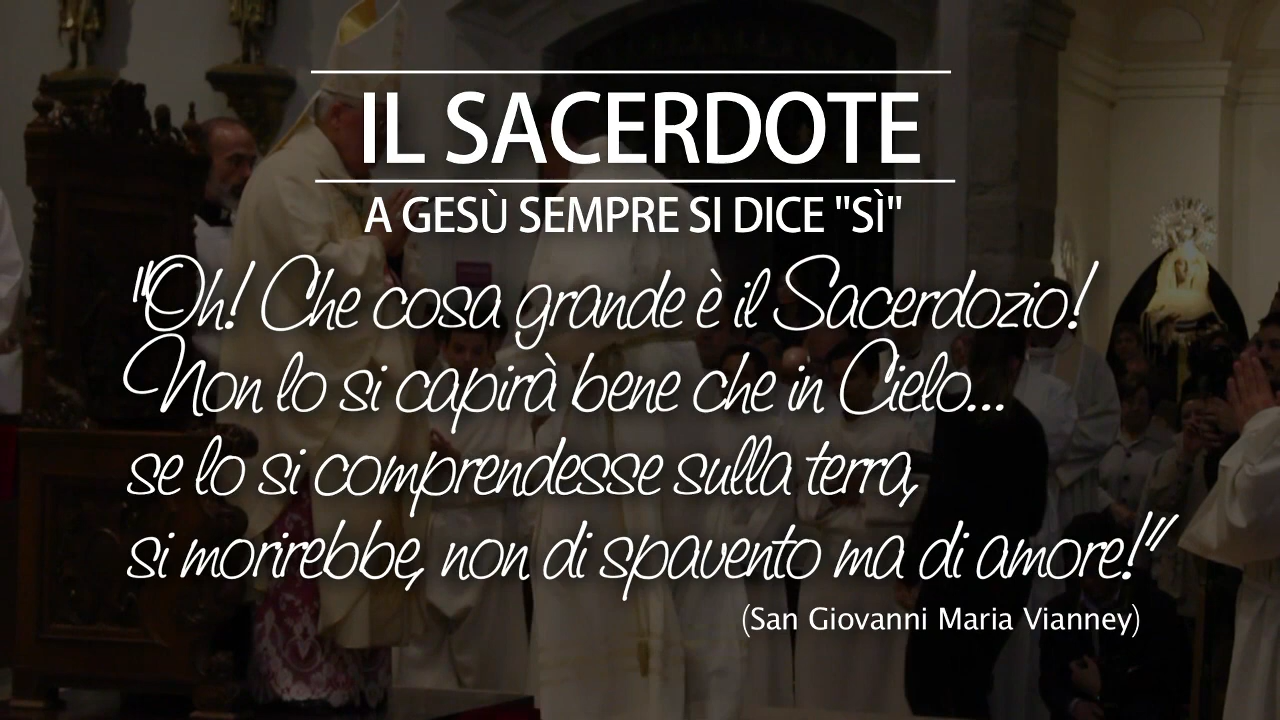 IL SACERDOTE
A GESÙ SEMPRE SI DICE "SÌ"
"Oh! Che cosa grande è il Sacerdozio!
Non lo si capirà bene che in Cielo...
se lo si comprendesse sulla terra,
si morirebbe, non di spavento ma di amore!"
(San Giovanni Maria Vianney)